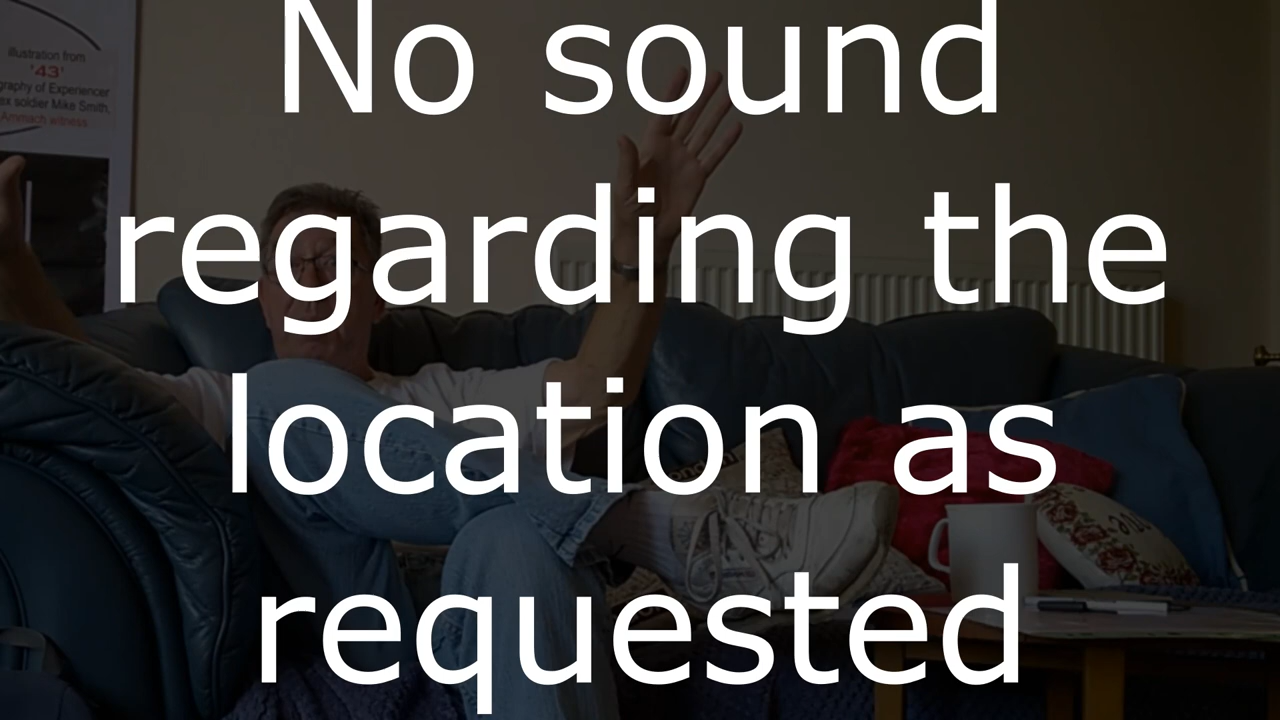 No sound
regarding the
location as
requested
illustration from
'43'
graphy of Experiencer
ex soldier Mike Smith,
Ammach witness